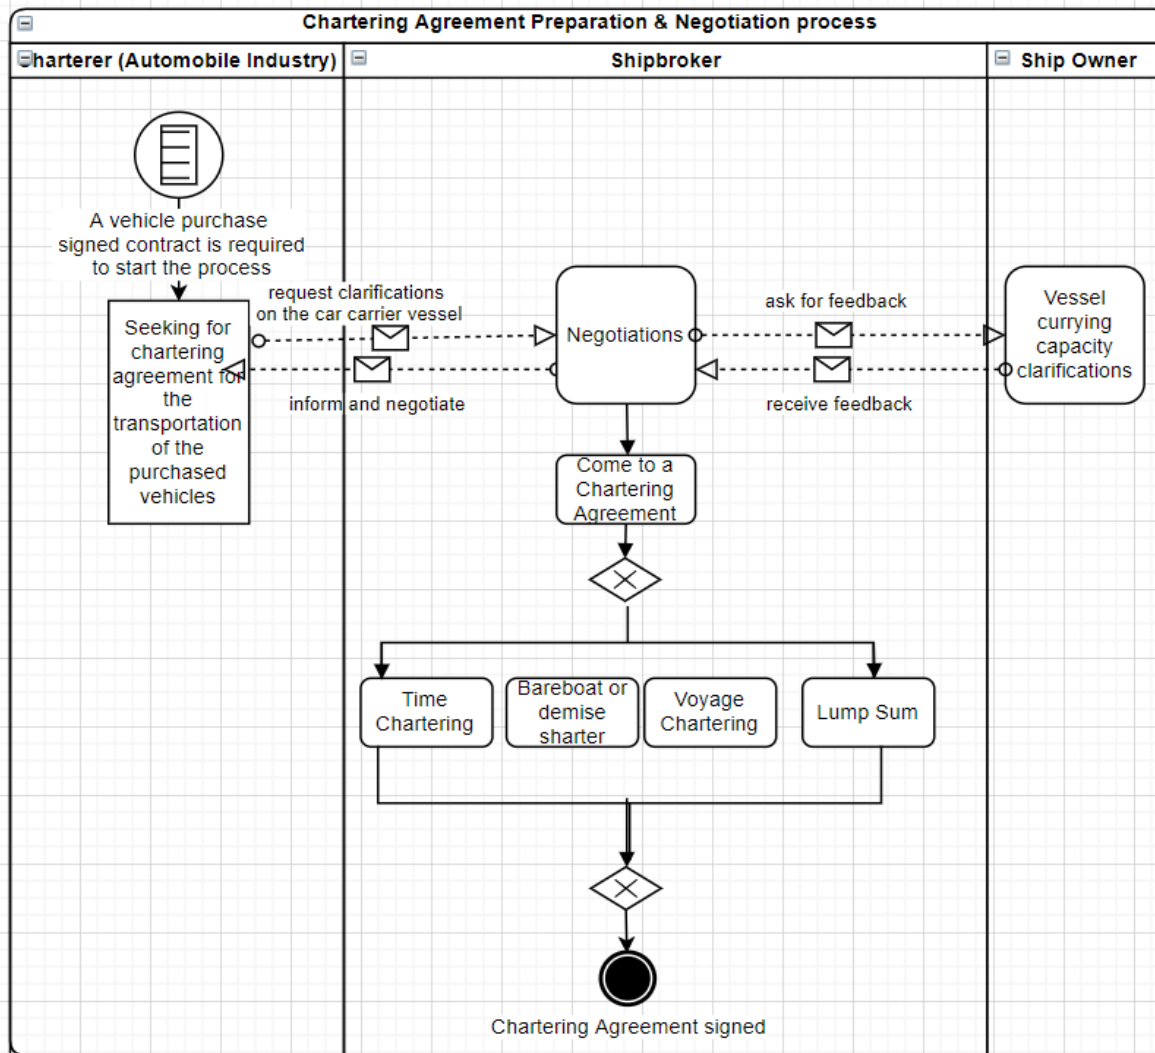 Chartering Agreement Preparation & Negotiation process
harterer (Automobile Industry)
Shipbroker
Ship Owner
A vehicle purchase
signed contract is required
to start the process
Seeking for
chartering
agreement for
the
transportation
of the
purchased
vehicles
request clarifications
on the car carrier vessel
inform and negotiate
Negotiations
ask for feedback
receive feedback
Vessel
currying
capacity
clarifications
Come to a
Chartering
Agreement
Time
Chartering
Bareboat or
demise
sharter
Voyage
Chartering
Lump Sum
Chartering Agreement signed